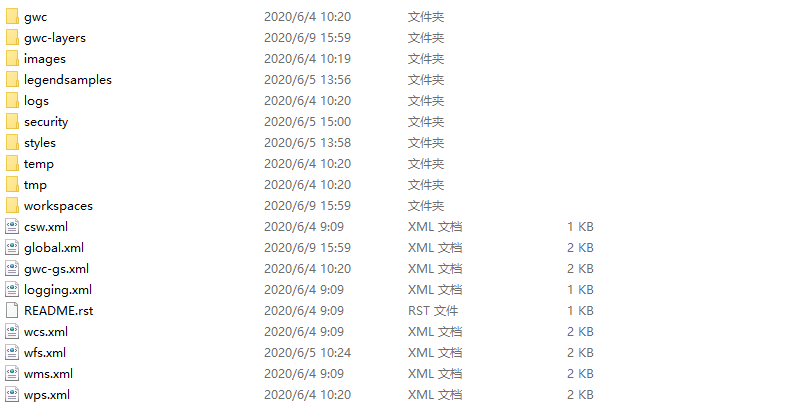 gwc 2020/6/4 10:20 文件夹
gwc-layers 2020/6/9 15:59 文件夹
images 2020/6/4 10:19 文件夹
legendsamples 2020/6/5 13:56 文件夹
logs 2020/6/4 10:20 文件夹
security 2020/6/5 15:00 文件夹
styles 2020/6/5 13:58 文件夹
temp 2020/6/4 10:20 文件夹
tmp 2020/6/4 10:20 文件夹
workspaces 2020/6/9 15:59 文件夹
csw.xml 2020/6/4 9:09 XML 文档 1 KB
global.xml 2020/6/9 15:59 XML 文档 2 KB
gwc-gs.xml 2020/6/4 10:20 XML 文档 2 KB
logging.xml 2020/6/4 9:09 XML 文档 1 KB
README.rst 2020/6/4 9:09 RST 文件 1 KB
wcs.xml 2020/6/4 9:09 XML 文档 2 KB
wfs.xml 2020/6/5 10:24 XML 文档 2 KB
wms.xml 2020/6/4 9:09 XML 文档 2 KB
wps.xml 2020/6/4 10:20 XML 文档 2 KB